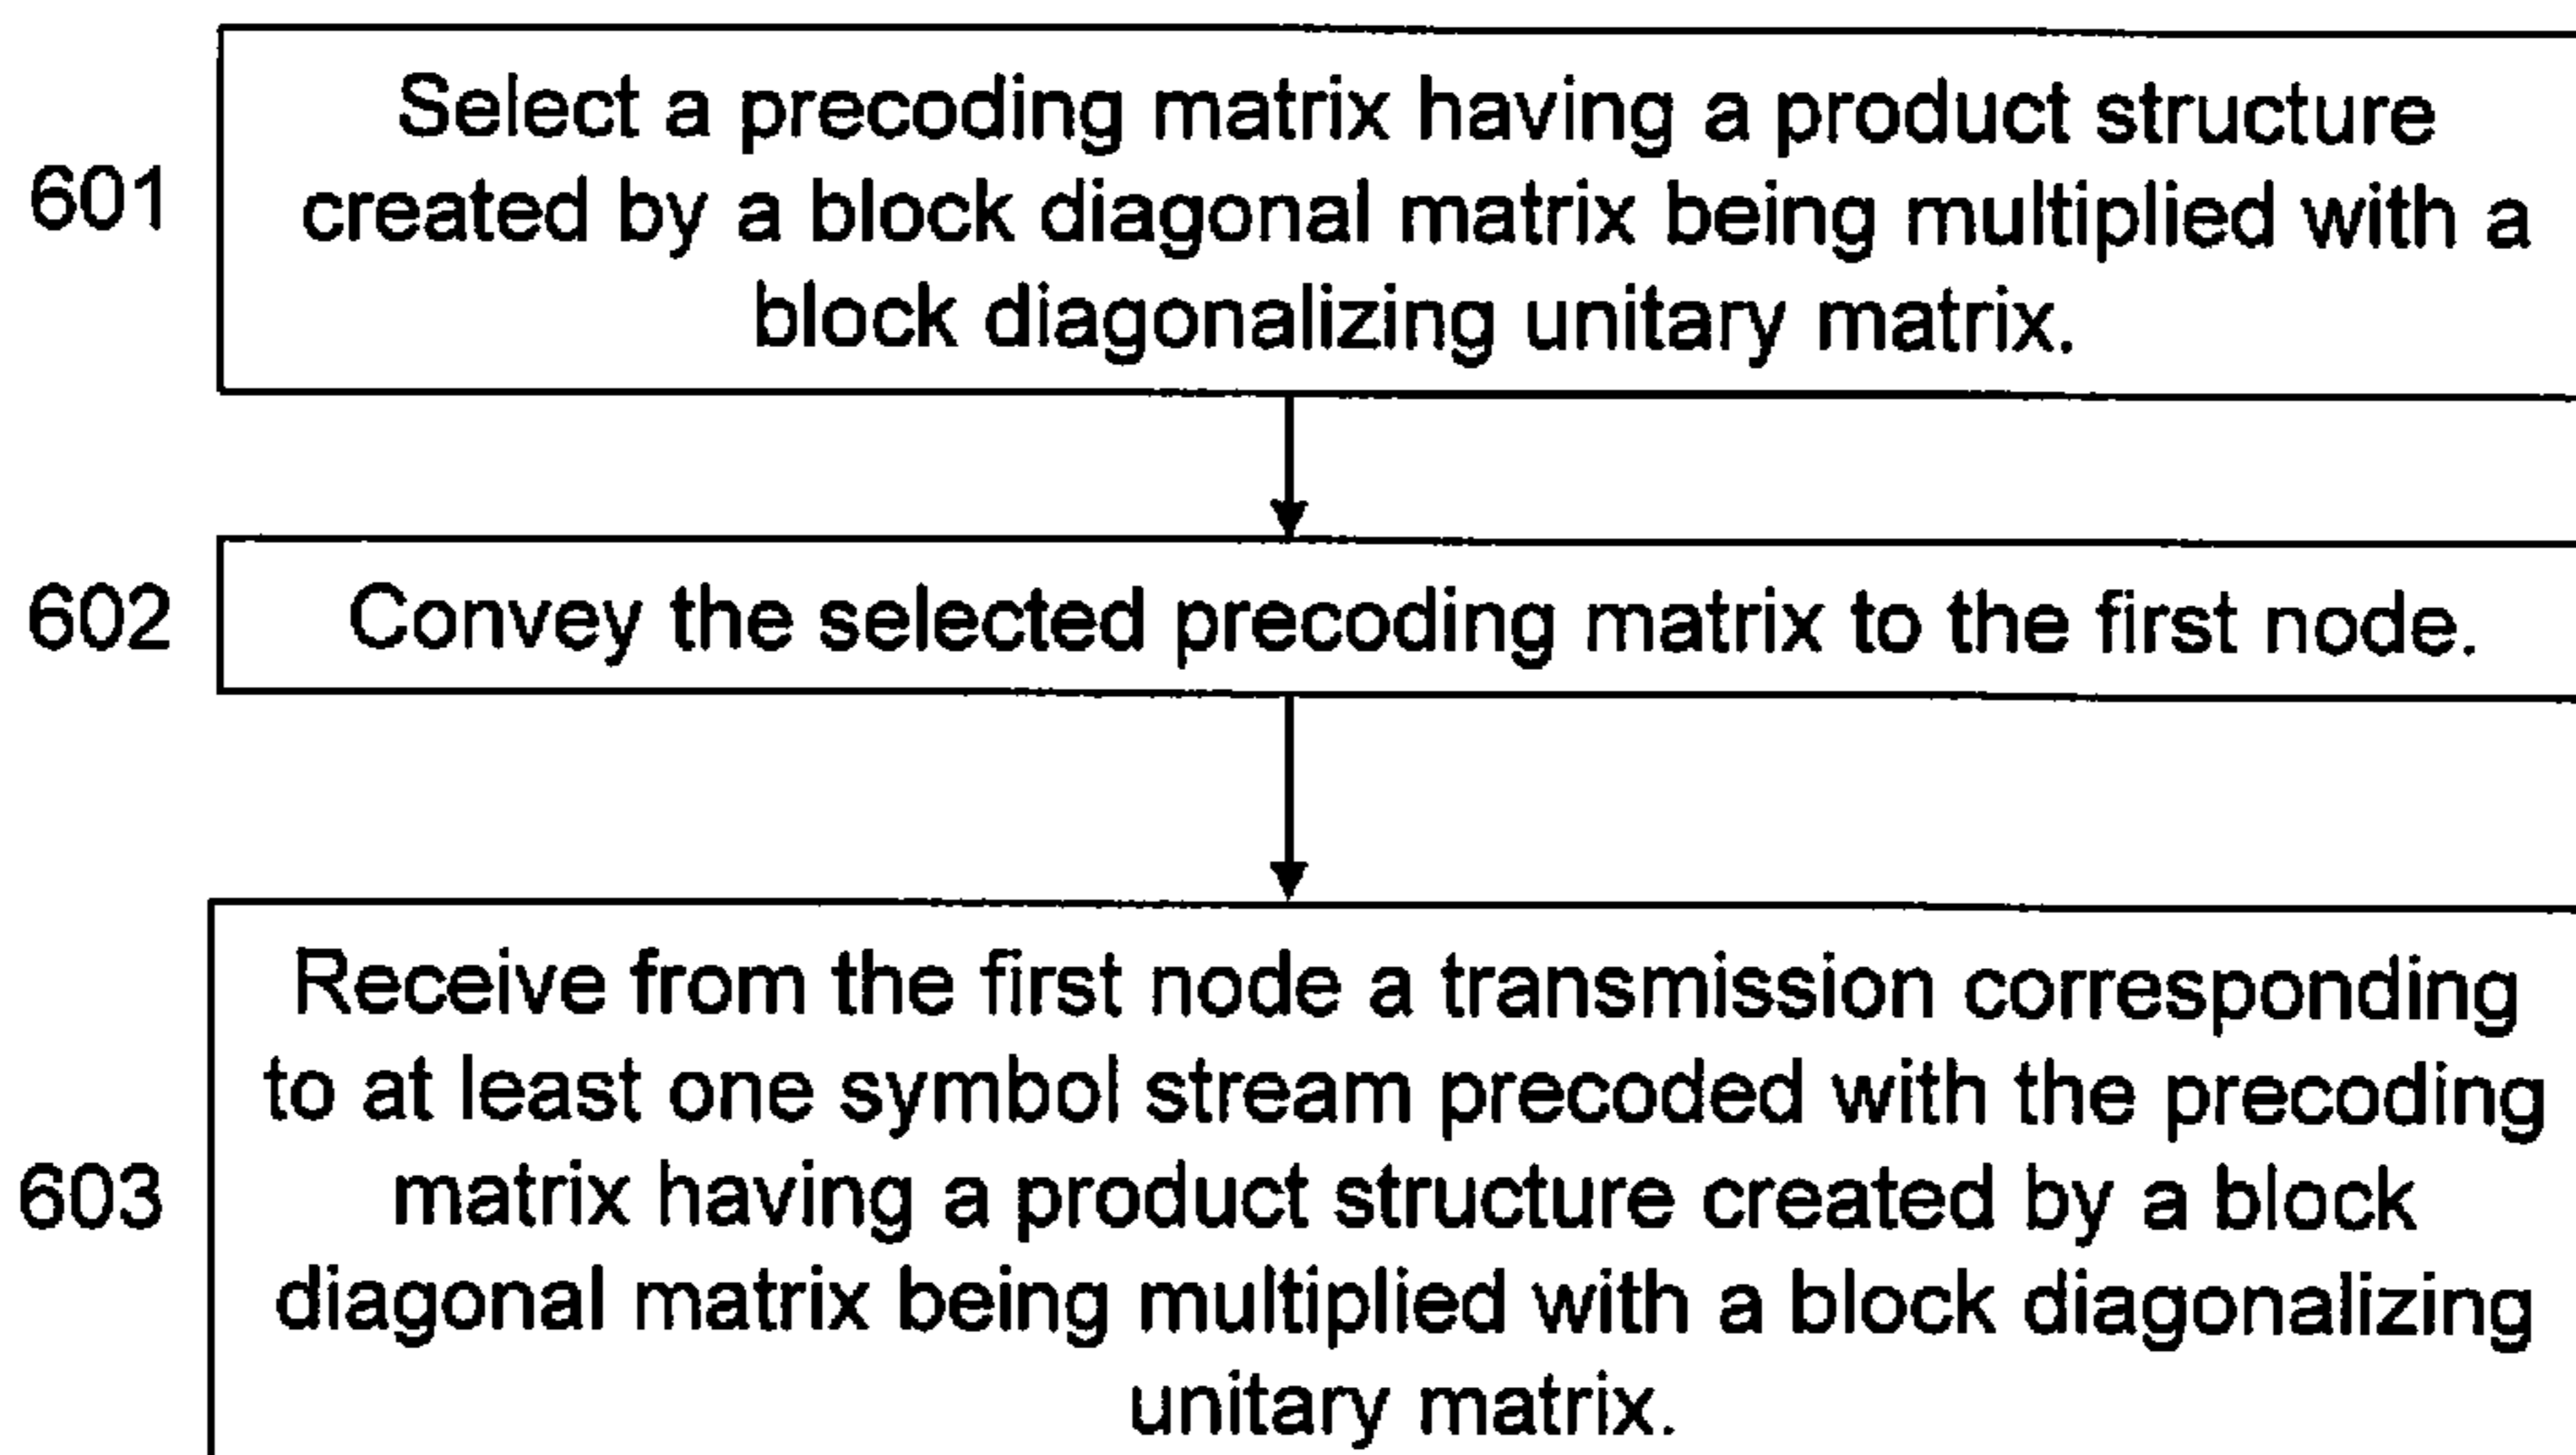 Select a precoding matrix having a product structure
601
created by a block diagonal matrix being multiplied with a
block diagonalizing unitary matrix.
602
Convey the selected precoding matrix to the first node.
Receive from the first node a transmission corresponding
to at least one symbol stream precoded with the precoding
603
matrix having a product structure created by a block
diagonal matrix being multiplied with a block diagonalizing
unitary matrix.